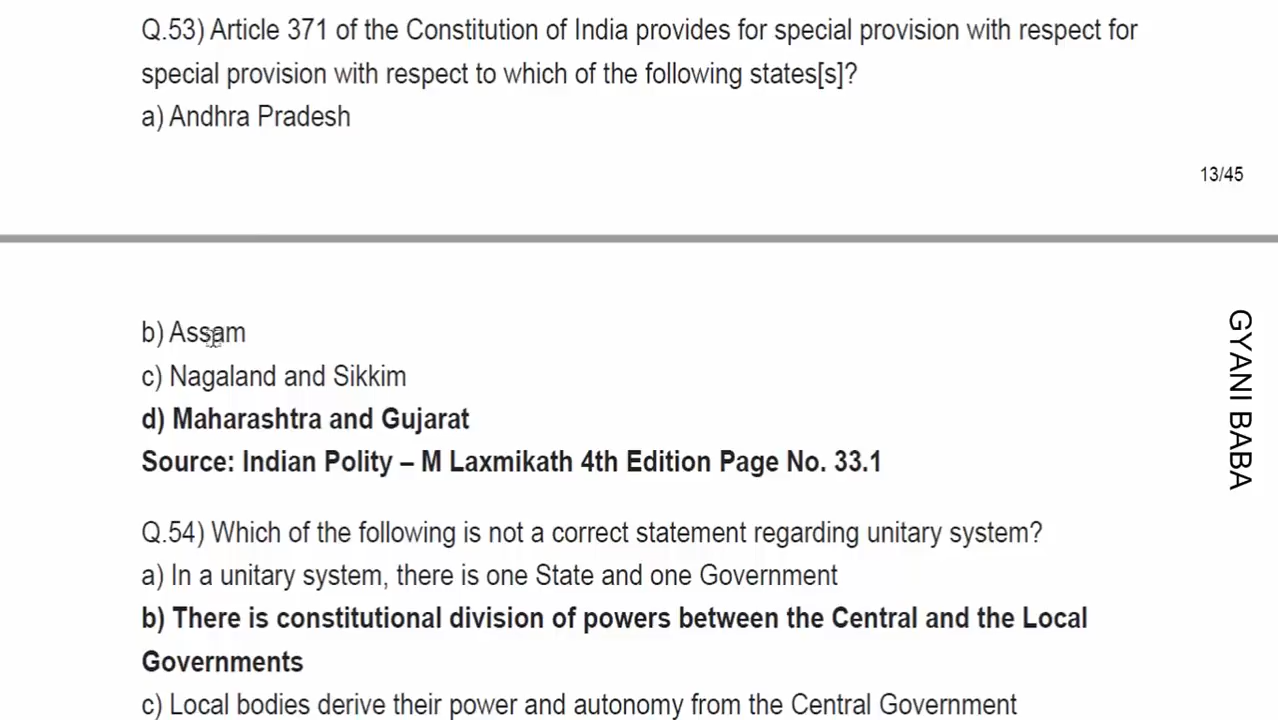 Q.53) Article 371 of the Constitution of India provides for special provision with respect for
special provision with respect to which of the following states[s]?
a) Andhra Pradesh
13/45
b) Assam
c) Nagaland and Sikkim
d) Maharashtra and Gujarat
Source: Indian Polity – M Laxmikath 4th Edition Page No. 33.1
GYANI BABA
Q.54) Which of the following is not a correct statement regarding unitary system?
a) In a unitary system, there is one State and one Government
b) There is constitutional division of powers between the Central and the Local
Governments
c) Local bodies derive their power and autonomy from the Central Government